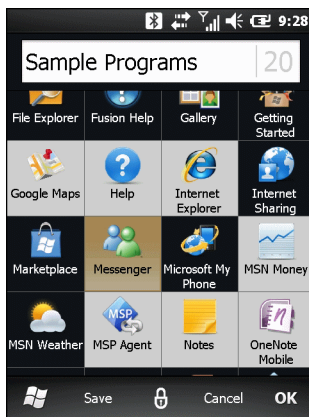 9:28
Sample Programs 20
File Explorer Fusion Help Gallery Getting
Started
Google Maps Help Internet Internet
Explorer Sharing
Marketplace Messenger Microsoft My MSN Money
Phone
MSN Weather MSP Agent Notes OneNote
Mobile
MSP
Save Cancel OK